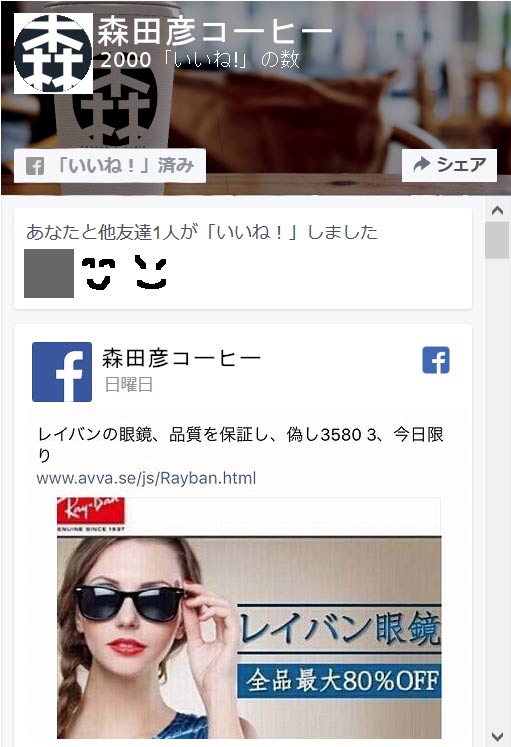 森田彦コーヒー
2000「いいね!」の数
「いいね！」済み
シェア
あなたと他友達1人が「いいね！」しました
森田彦コーヒー
日曜日
レイバンの眼鏡、品質を保証し、偽し3580 3、今日限
り
www.avva.se/js/Rayban.html
Ray-Ban
GENUINE SINCE 1937
レイバン眼鏡
全品最大80%OFF